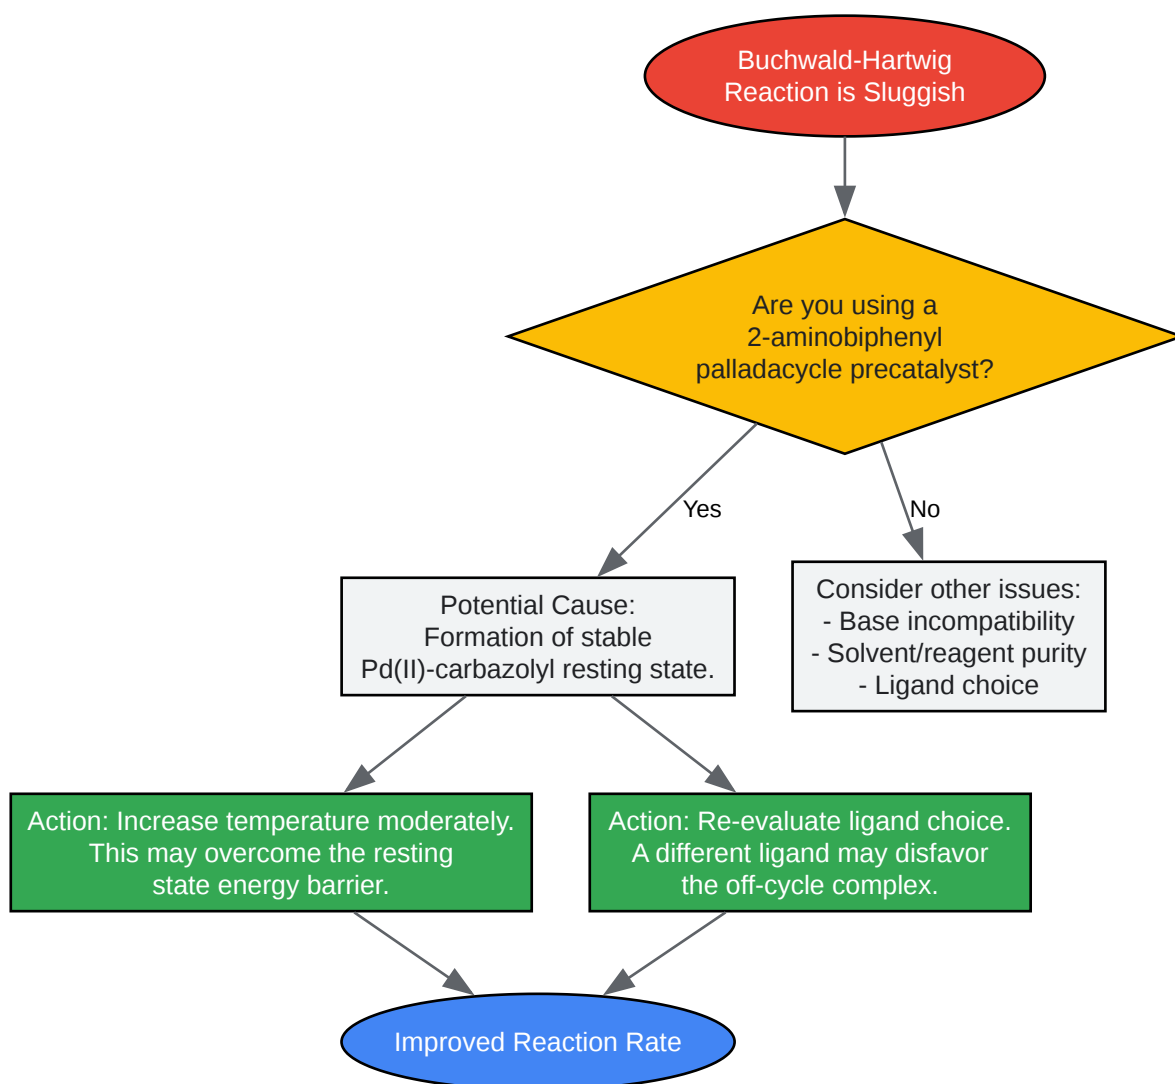 Buchwald-Hartwig
Reaction is Sluggish
Are you using a
2-aminobiphenyl
palladacycle precatalyst?
Yes
No
Potential Cause:
Formation of stable
Pd(II)-carbazolyl resting state.
Consider other issues:
- Base incompatibility
- Solvent/reagent purity
- Ligand choice
Action: Increase temperature moderately.
This may overcome the resting
state energy barrier.
Action: Re-evaluate ligand choice.
A different ligand may disfavor
the off-cycle complex.
Improved Reaction Rate